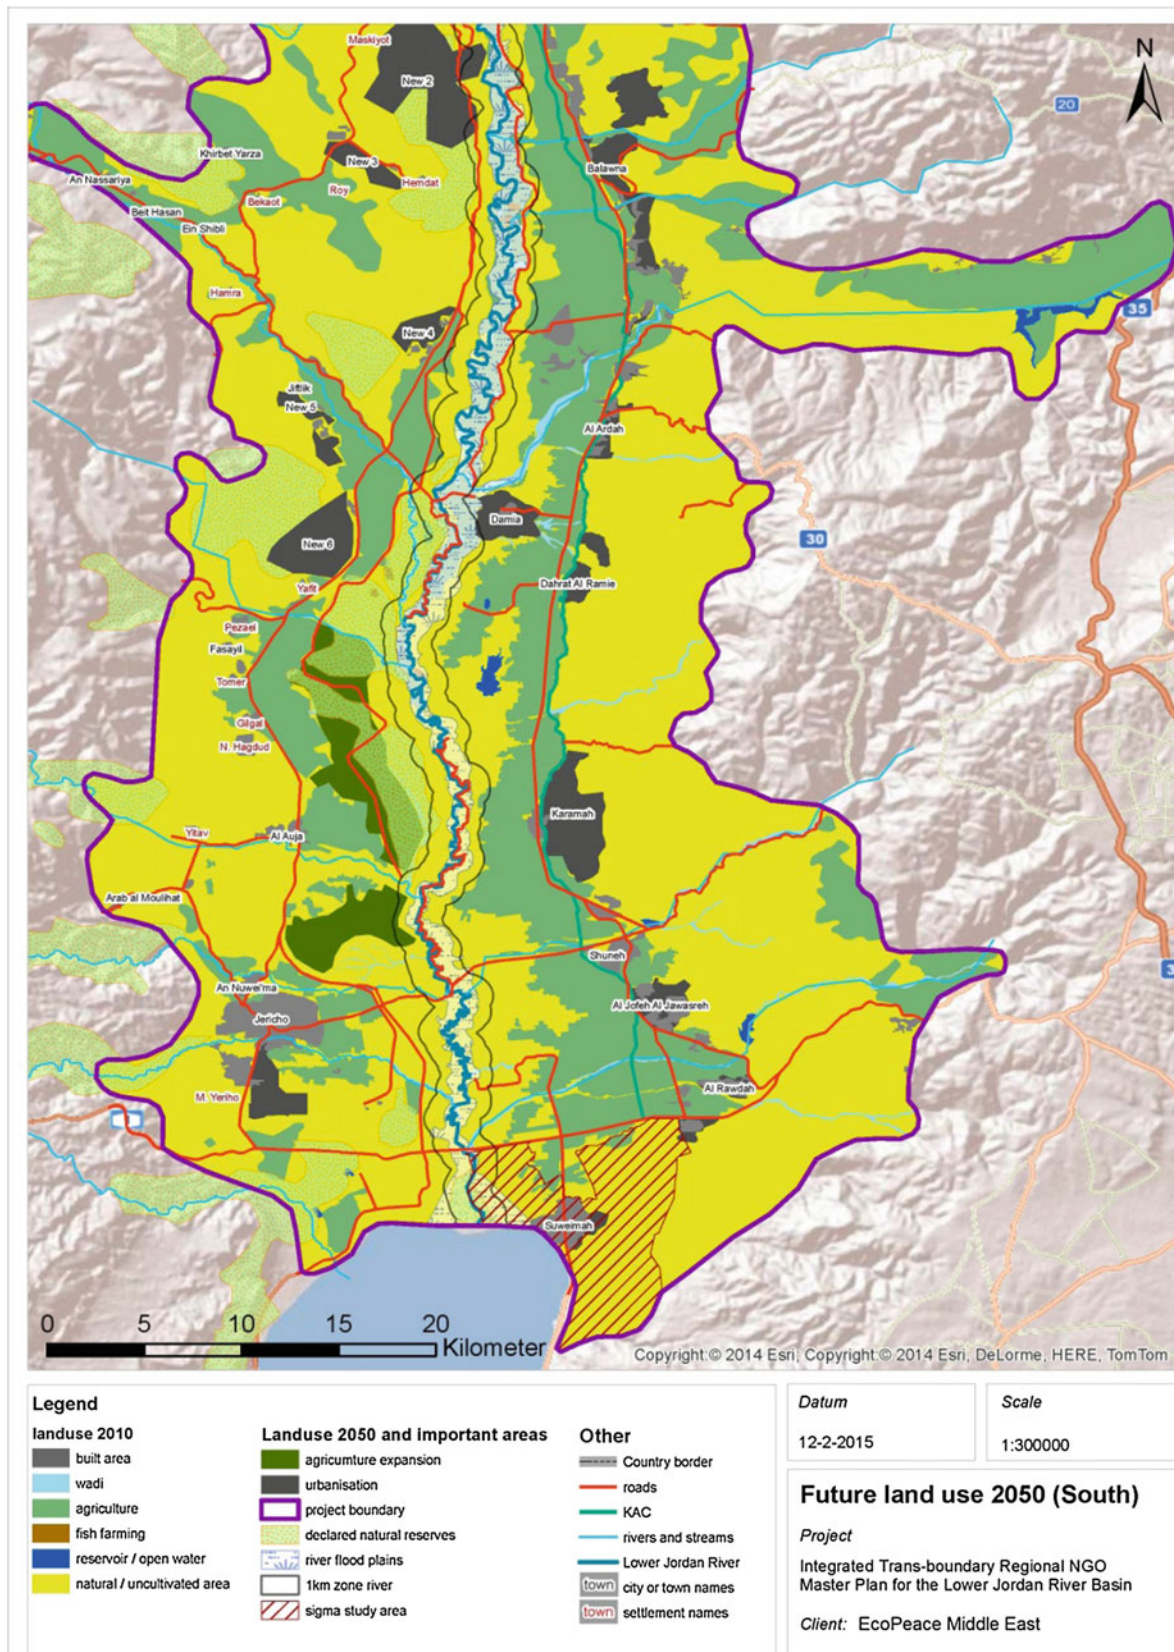 N
Maskiyot
New 2
20
Khirbet Yarza
New 3
Balawna
An Nassariya
Roy
Hemdat
Bekaot
Beit Hasan
Ein Shibli
Hamra
35
New 4
Jiftlik
New 5
Al Ardah
Damia
New 6
30
Yafit
Dahrat Al Ramie
Pezael
Fasayil
Tomer
Gilgal
N. Hagdud
Karamah
Yitav
Al Auja
Arab'al Moulihat
Shuneh
3
An Nuwei'ma
Al Jofeh Al Jawasreh
Jericho
Al Rawdah
M. Yeriho
Suweimah
0 5 10 15 20
Kilometer
Copyright:© 2014 Esri, Copyright:© 2014 Esri, DeLorme, HERE, TomTom
Legend
landuse 2010
built area
wadi
agriculture
fish farming
reservoir / open water
natural / uncultivated area
Landuse 2050 and important areas
agricumture expansion
urbanisation
project boundary
declared natural reserves
river flood plains
1km zone river
sigma study area
Other
Country border
roads
KAC
rivers and streams
Lower Jordan River
town city or town names
town settlement names
Datum
12-2-2015
Scale
1:300000
Future land use 2050 (South)
Project
Integrated Trans-boundary Regional NGO
Master Plan for the Lower Jordan River Basin
Client: EcoPeace Middle East